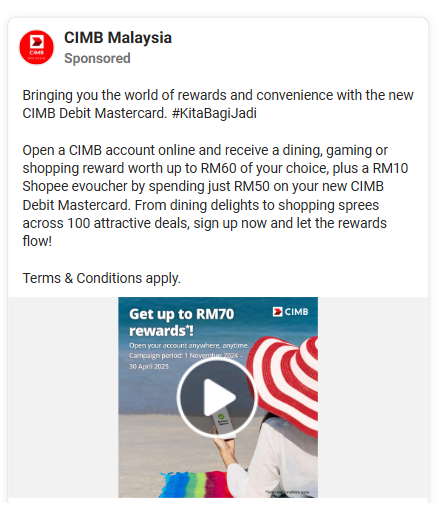 CIMB Malaysia
Sponsored
Bringing you the world of rewards and convenience with the new
CIMB Debit Mastercard. #KitaBagiJadi
Open a CIMB account online and receive a dining, gaming or
shopping reward worth up to RM60 of your choice, plus a RM10
Shopee evoucher by spending just RM50 on your new CIMB
Debit Mastercard. From dining delights to shopping sprees
across 100 attractive deals, sign up now and let the rewards
flow!
Terms & Conditions apply.
Get up to RM70
rewards*!
CIMB
Open your account anywhere, anytime.
Campaign period: 1 November 2024 -
30 April 2025
*Terms and Conditions apply